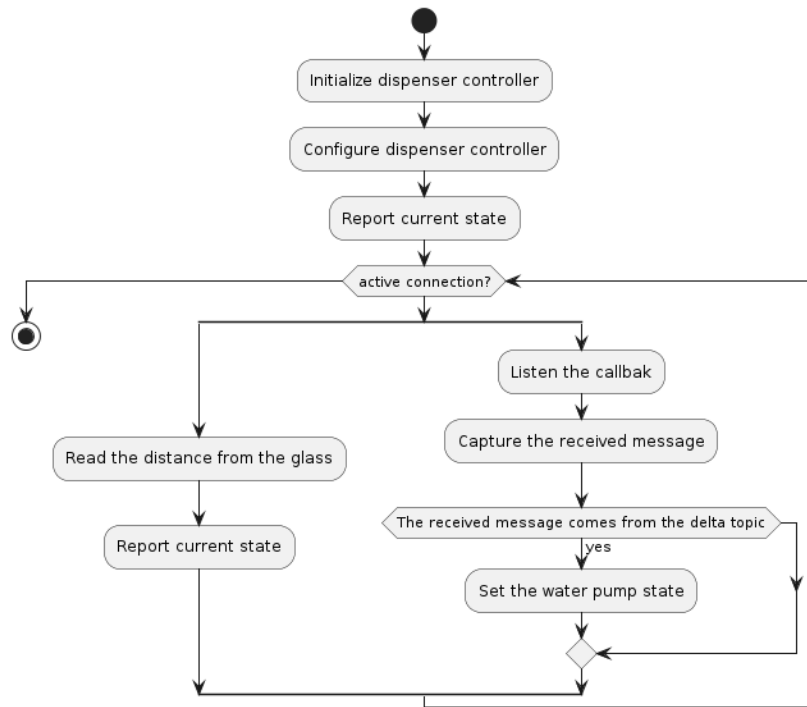 Initialize dispenser controller
Configure dispenser controller
Report current state
active connection?
Listen the callbak
Capture the received message
Read the distance from the glass
The received message comes from the delta topic
yes
Report current state
Set the water pump state